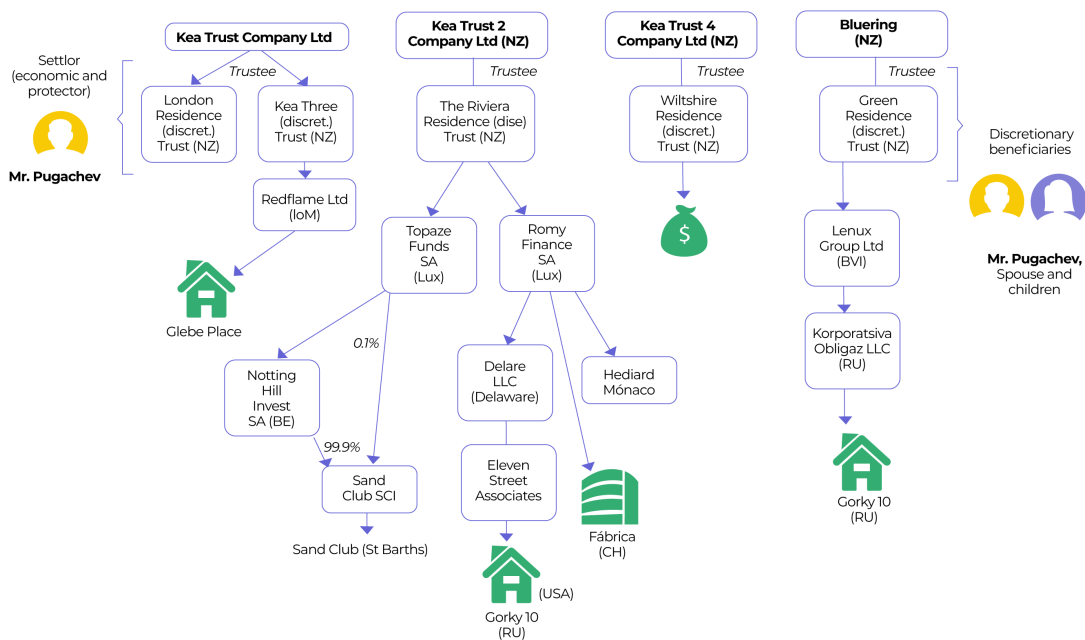 Kea Trust Company Ltd
Kea Trust 2
Company Ltd (NZ)
Kea Trust 4
Company Ltd (NZ)
Bluering
(NZ)
Settlor
(economic and
protector)
Mr. Pugachev
Trustee
Trustee
Trustee
Trustee
London
Residence
(discret.)
Trust (NZ)
Kea Three
(discret.)
Trust (NZ)
The Riviera
Residence (dise)
Trust (NZ)
Wiltshire
Residence
(discret.)
Trust (NZ)
Green
Residence
(discret.)
Trust (NZ)
Discretionary
beneficiaries
Mr. Pugachev,
Spouse and
children
Redflame Ltd
(IoM)
Glebe Place
Topaze
Funds
SA
(Lux)
Romy
Finance
SA
(Lux)
$
Lenux
Group Ltd
(BVI)
Korporatsiva
Obligaz LLC
(RU)
0.1%
Notting
Hill
Invest
SA (BE)
99.9%
Delare
LLC
(Delaware)
Hediard
Mónaco
Sand
Club SCI
Eleven
Street
Associates
Sand Club (St Barths)
Fábrica
(CH)
Gorky 10
(RU)
(USA)
Gorky 10
(RU)